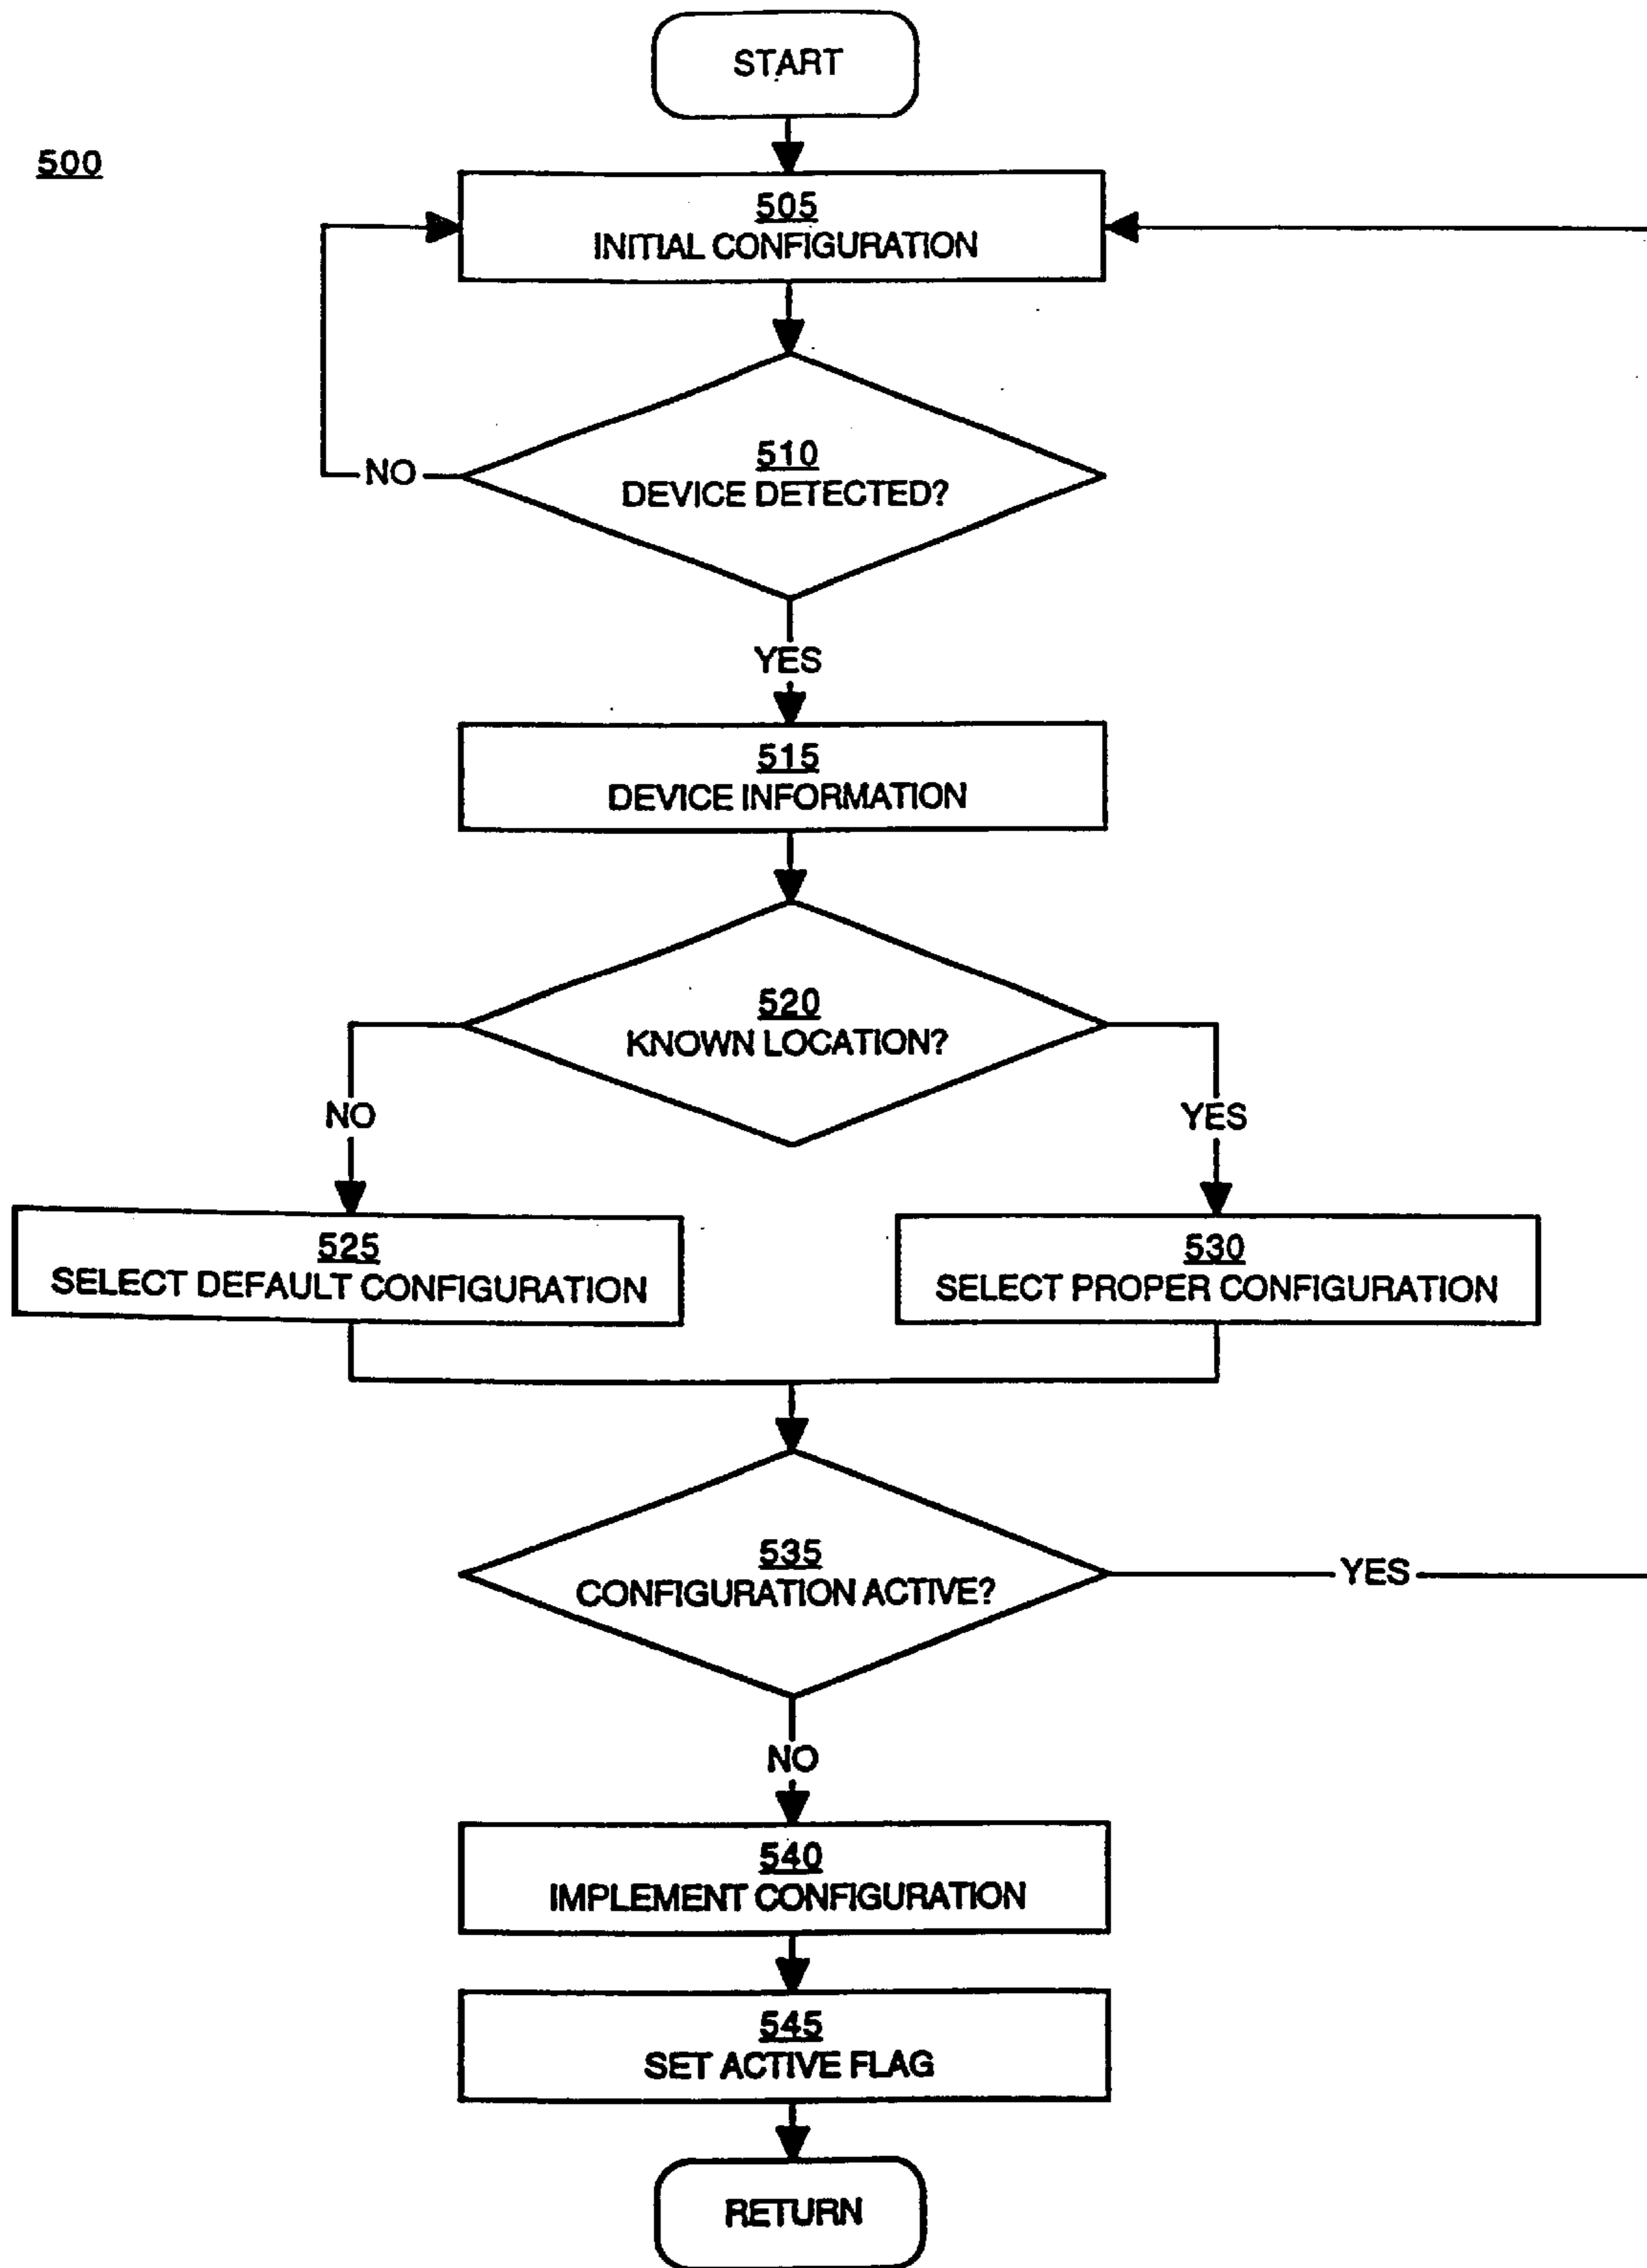 START
500
505
INITIAL CONFIGURATION
510
DEVICE DETECTED?
NO
YES
515
DEVICE INFORMATION
520
KNOWN LOCATION?
NO
YES
525
SELECT DEFAULT CONFIGURATION
530
SELECT PROPER CONFIGURATION
535
CONFIGURATION ACTIVE?
YES
NO
540
IMPLEMENT CONFIGURATION
545
SET ACTIVE FLAG
RETURN